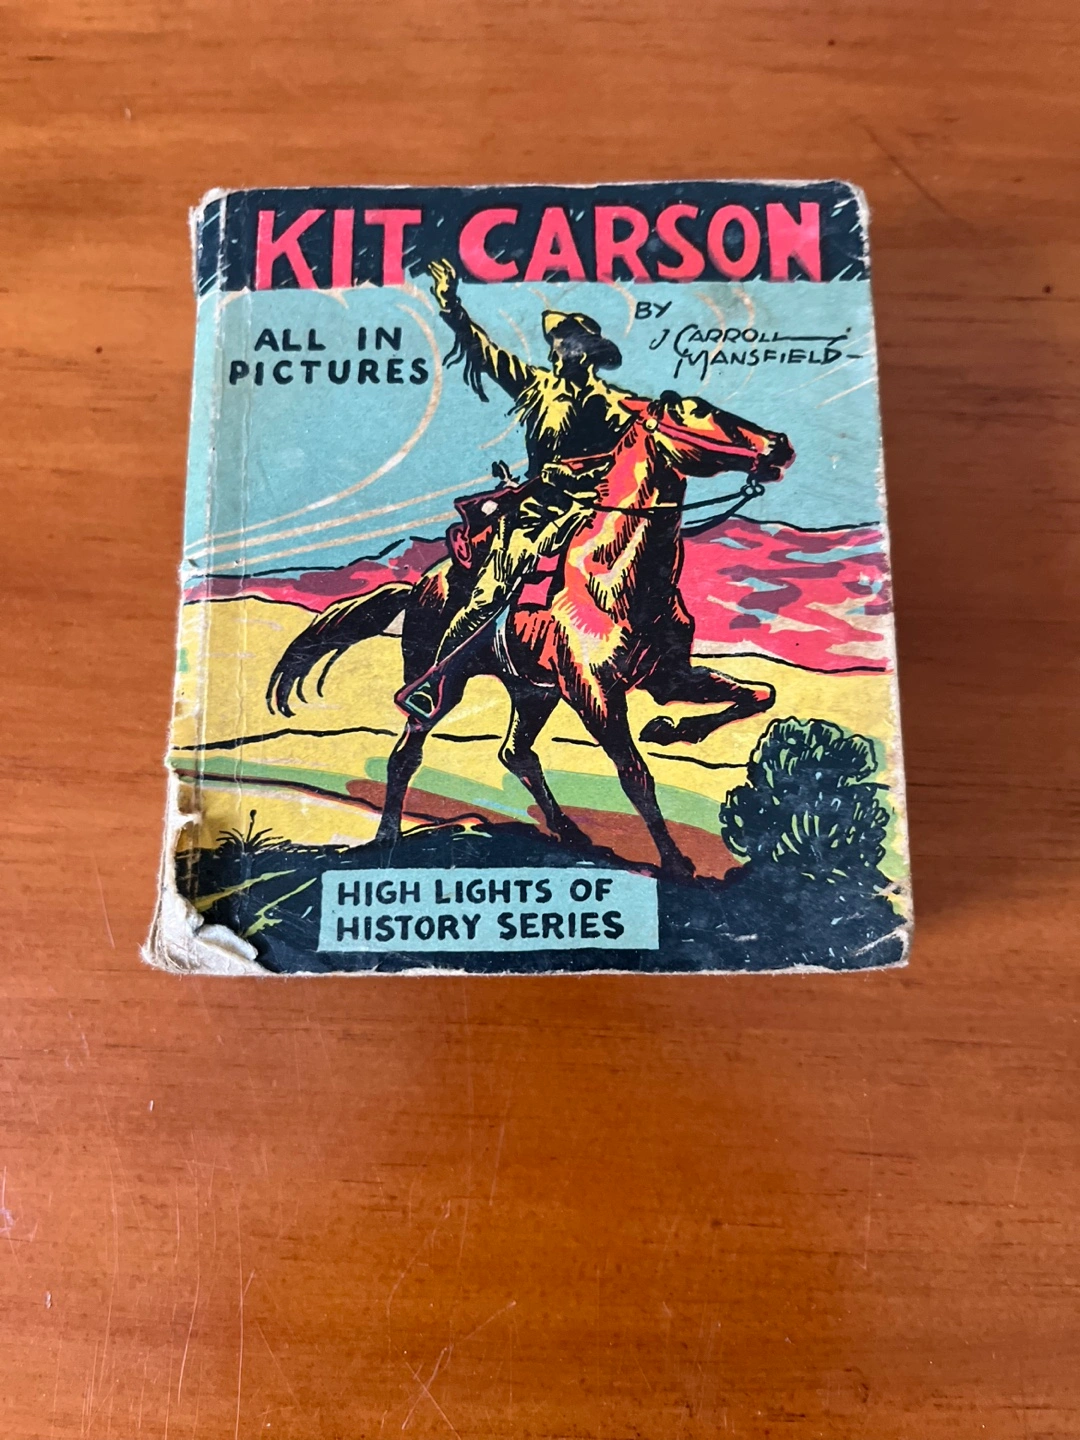 KIT CARSON
ALL IN
PICTURES
BY
J CARROLL
MANSFIELD
HIGH LIGHTS OF
HISTORY SERIES